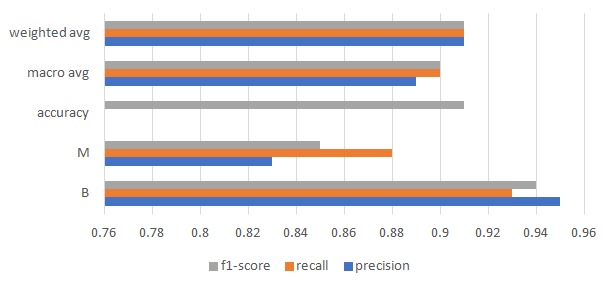 weighted avg
macro avg
accuracy
M
B
0.76 0.78 0.8 0.82 0.84 0.86 0.88 0.9 0.92 0.94 0.96
f1-score recall precision